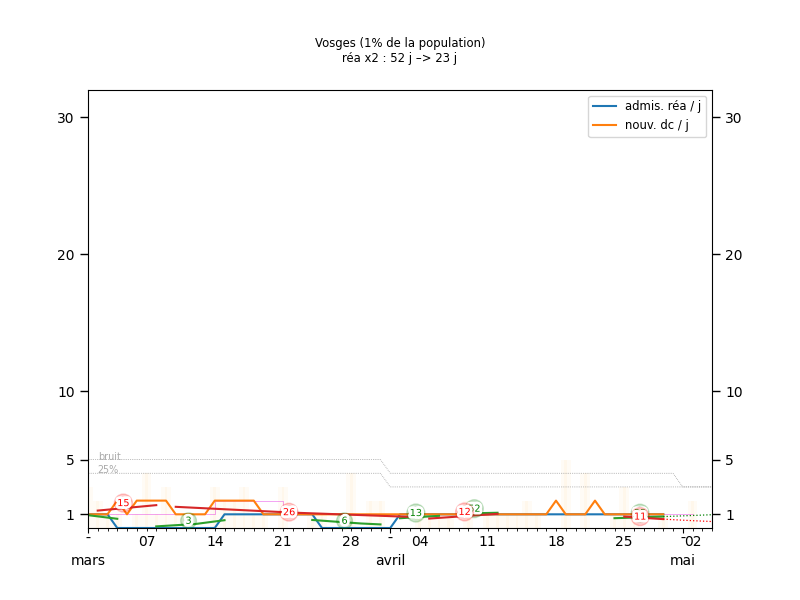 Vosges (1% de la population)
réa x2 : 52 j –> 23 j
admis. réa / j
nouv. dc / j
30 30
20 20
10 10
5 5
1 1
bruit
25%
15
3
26
6
13
12
11
- 07 14 21 28 - 04 11 18 25 02
mars avril mai